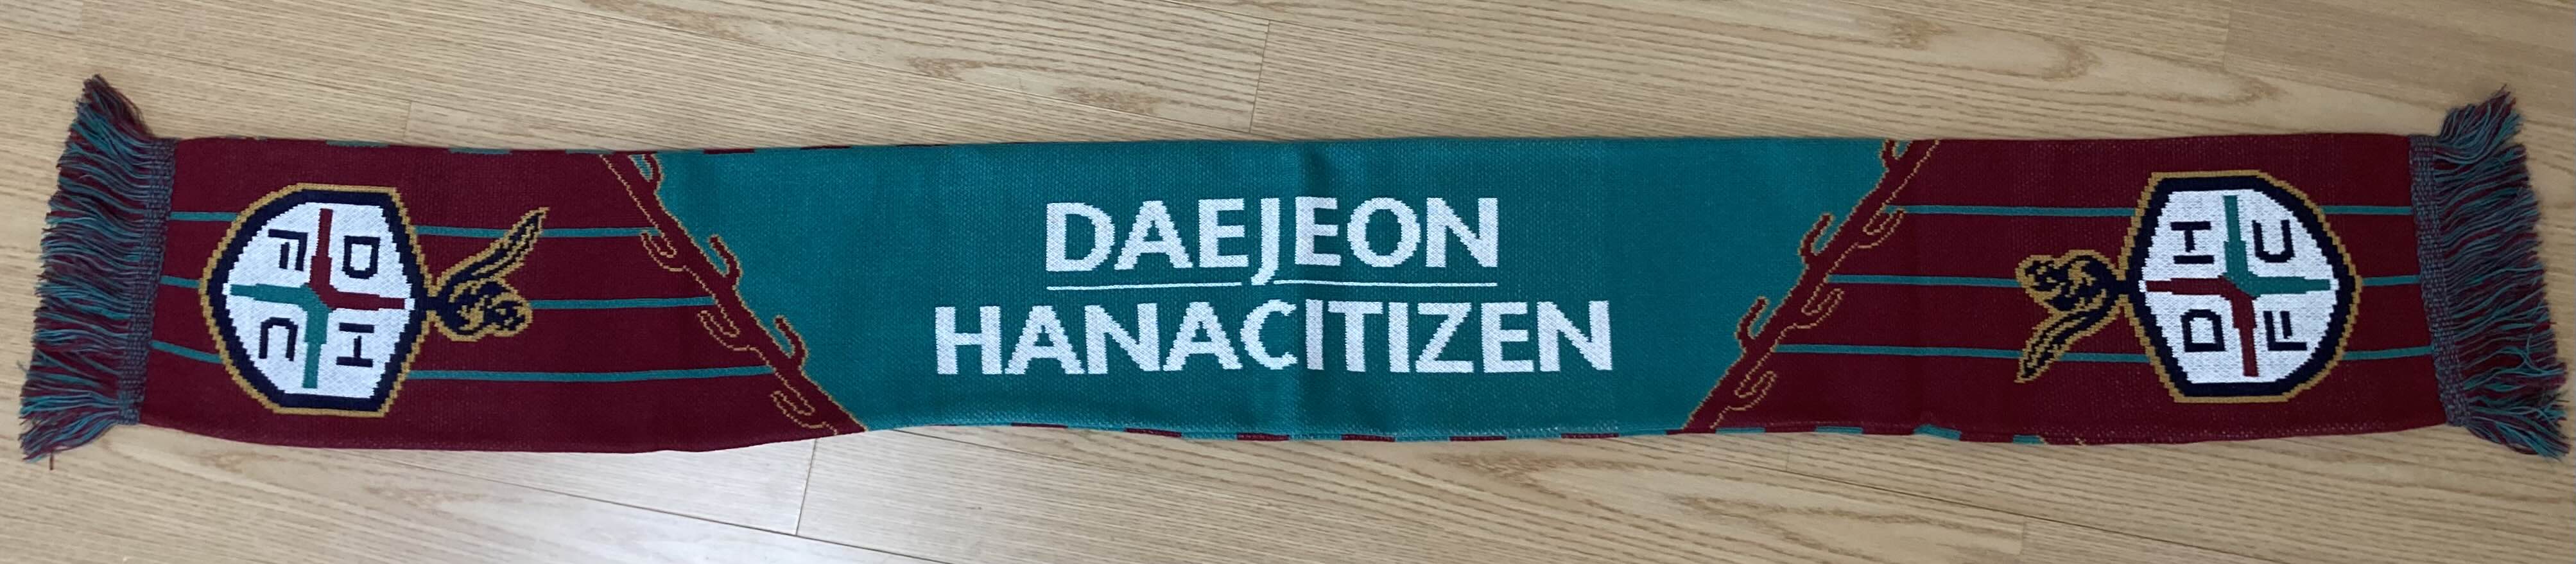 DAEJEON
HANACITIZEN
D H
F C
D H
F C